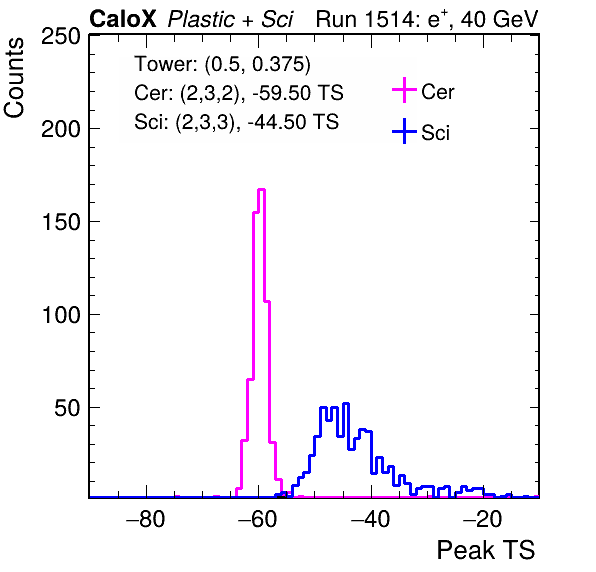 CaloX Plastic + Sci Run 1514: e+, 40 GeV
Counts
250
200
150
100
50
Tower: (0.5, 0.375)
Cer: (2,3,2), -59.50 TS
Sci: (2,3,3), -44.50 TS
Cer
Sci
−80 −60 −40 −20
Peak TS